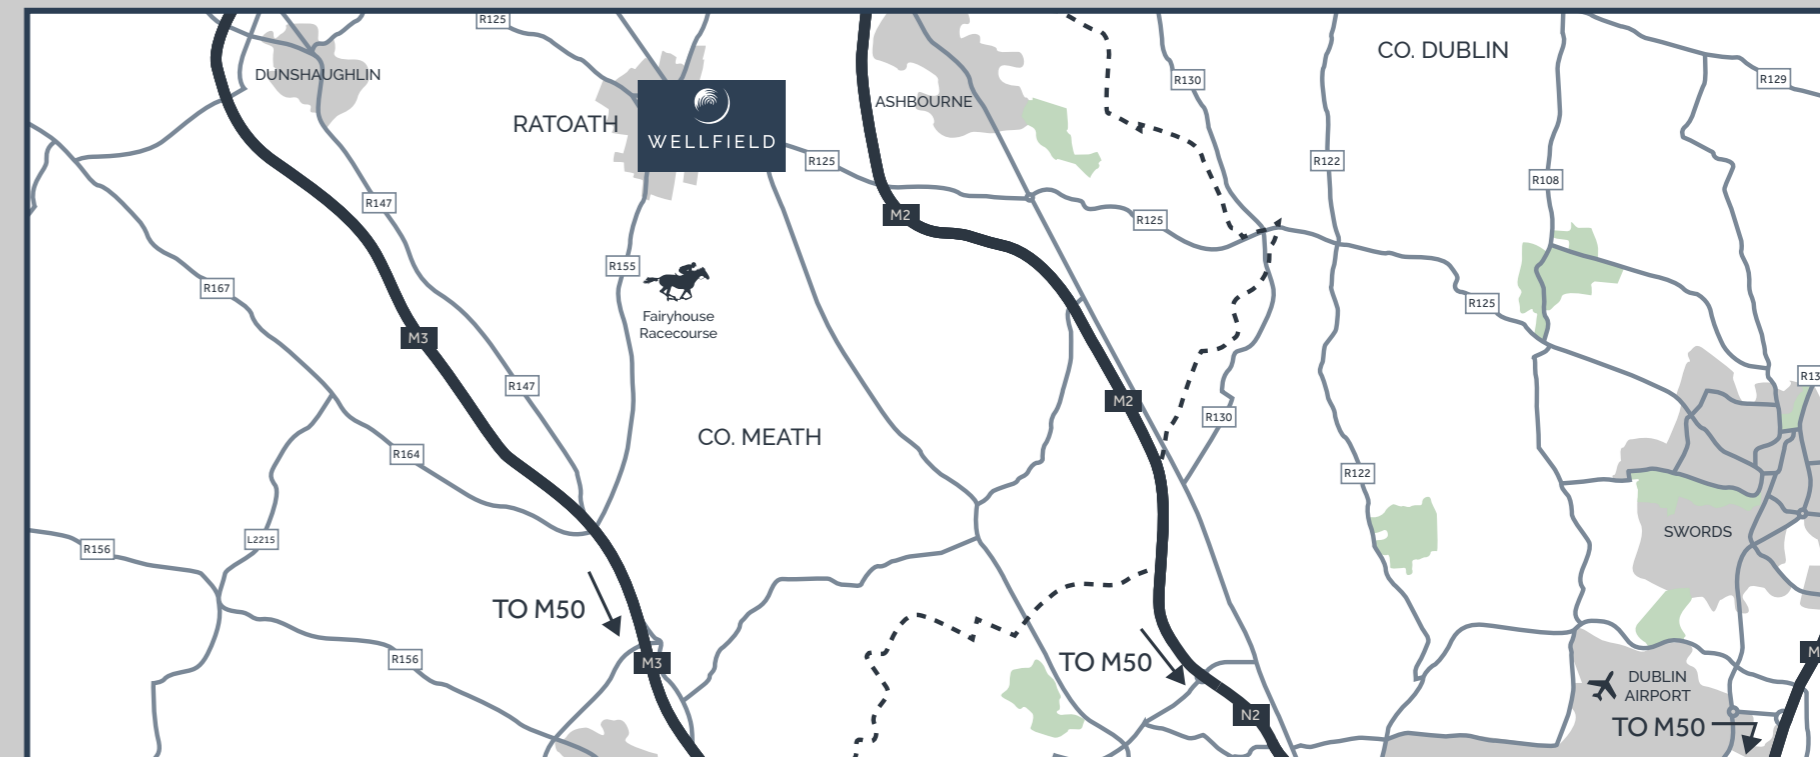 R125
CO. DUBLIN
DUNSHAUGHLIN
R130
R129
ASHBOURNE
RATOATH
WELLFIELD
R125
R122
R108
R147
M2
R125
R155
R167
R125
Fairyhouse
Racecourse
M3
R147
M2
R130
CO. MEATH
R164
R122
SWORDS
L2215
R156
TO M50
R156
M3
TO M50
DUBLIN
AIRPORT
N2
TO M50